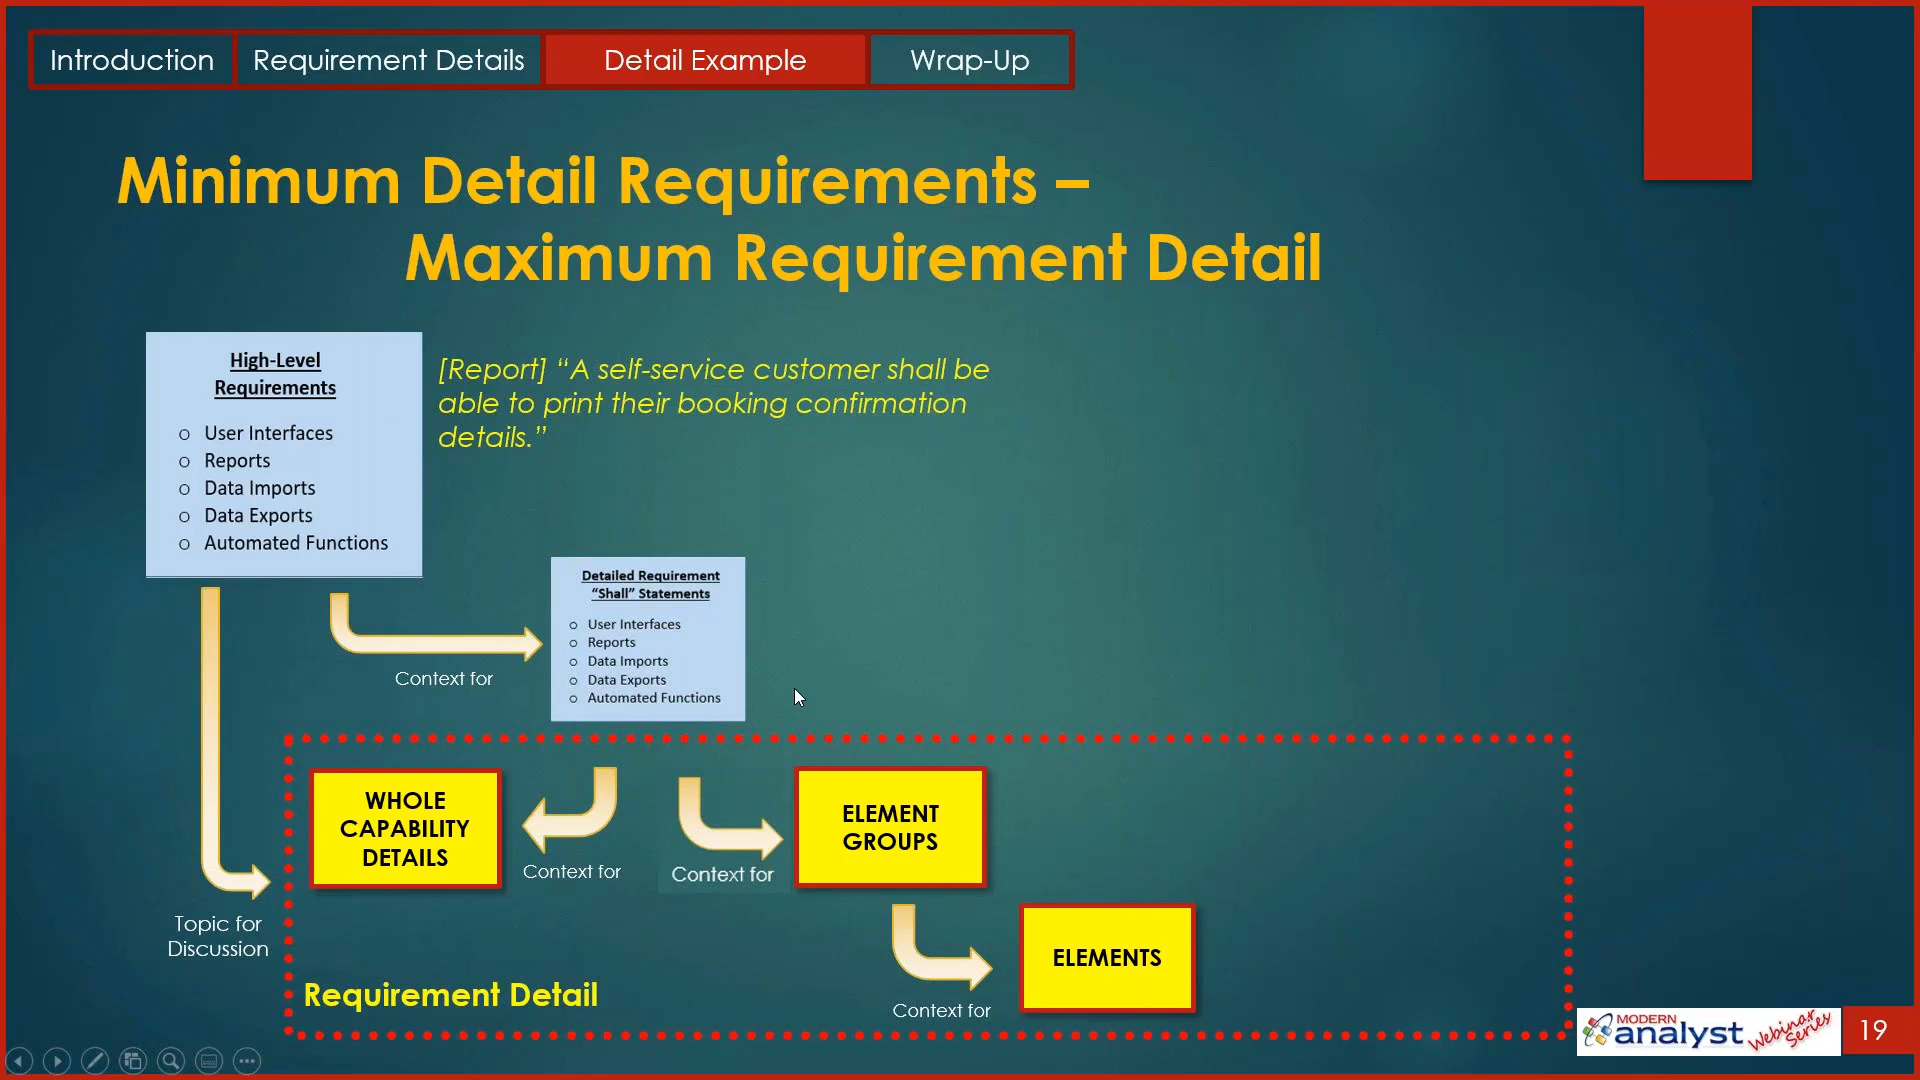 Introduction
Requirement Details
Detail Example
Wrap-Up
Minimum Detail Requirements –
Maximum Requirement Detail
High-Level
Requirements
o User Interfaces
o Reports
o Data Imports
o Data Exports
o Automated Functions
[Report] “A self-service customer shall be
able to print their booking confirmation
details.”
Detailed Requirement
“Shall” Statements
o User Interfaces
o Reports
o Data Imports
o Data Exports
o Automated Functions
Context for
WHOLE
CAPABILITY
DETAILS
Context for
Context for
ELEMENT
GROUPS
Topic for
Discussion
ELEMENTS
Requirement Detail
Context for
MODERN
analyst
Webinar
Series
19